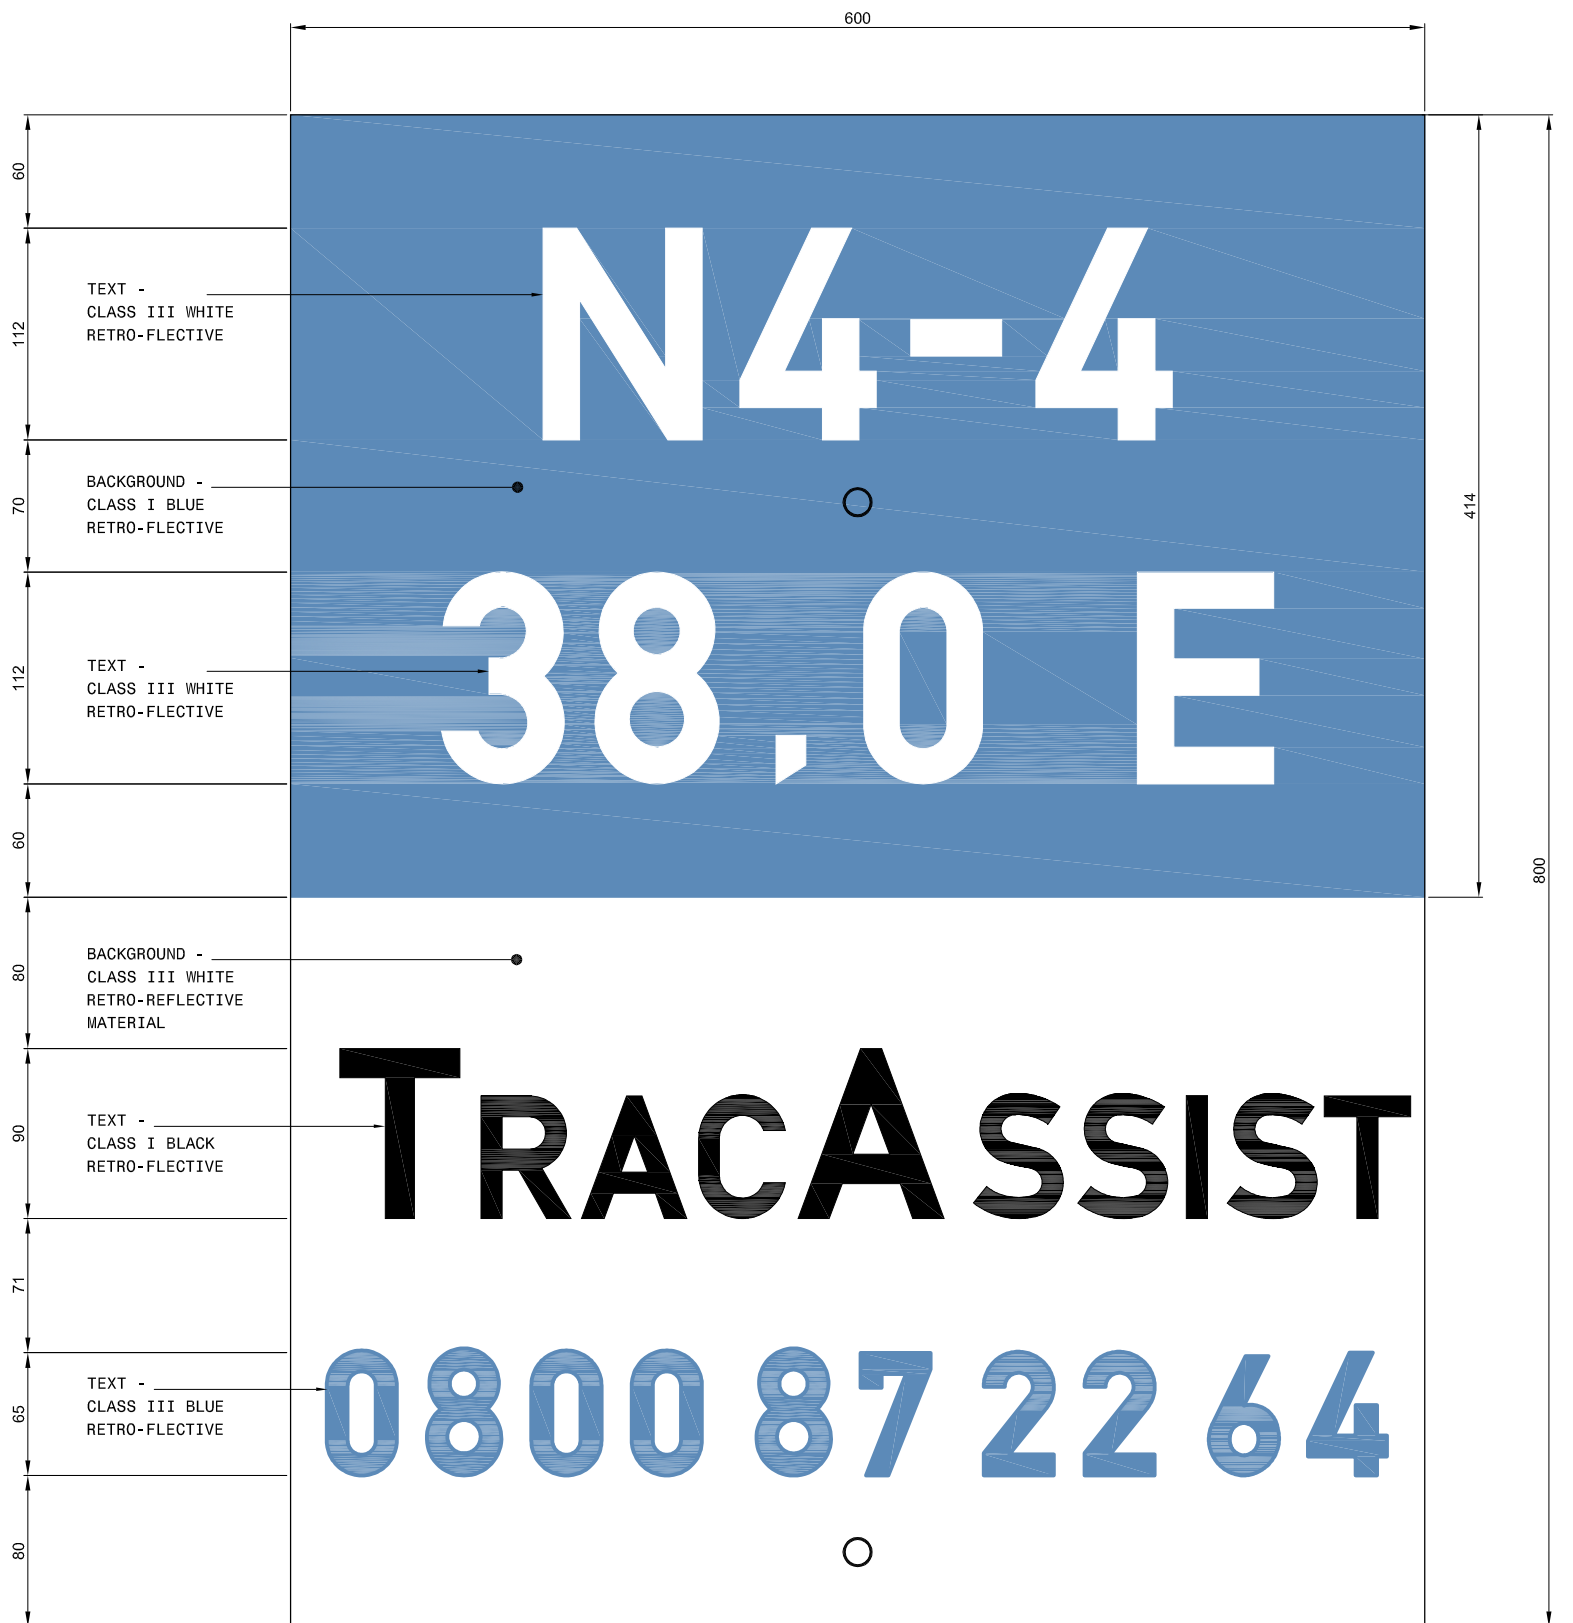 600
60
TEXT -
CLASS III WHITE
RETRO-FLECTIVE
112
N4-4
BACKGROUND -
CLASS I BLUE
RETRO-FLECTIVE
70
414
TEXT -
CLASS III WHITE
RETRO-FLECTIVE
112
38,0 E
60
800
BACKGROUND -
CLASS III WHITE
RETRO-REFLECTIVE
MATERIAL
80
TEXT -
CLASS I BLACK
RETRO-FLECTIVE
90
TRACASSIST
71
TEXT -
CLASS III BLUE
RETRO-FLECTIVE
65
0800 87 22 64
80